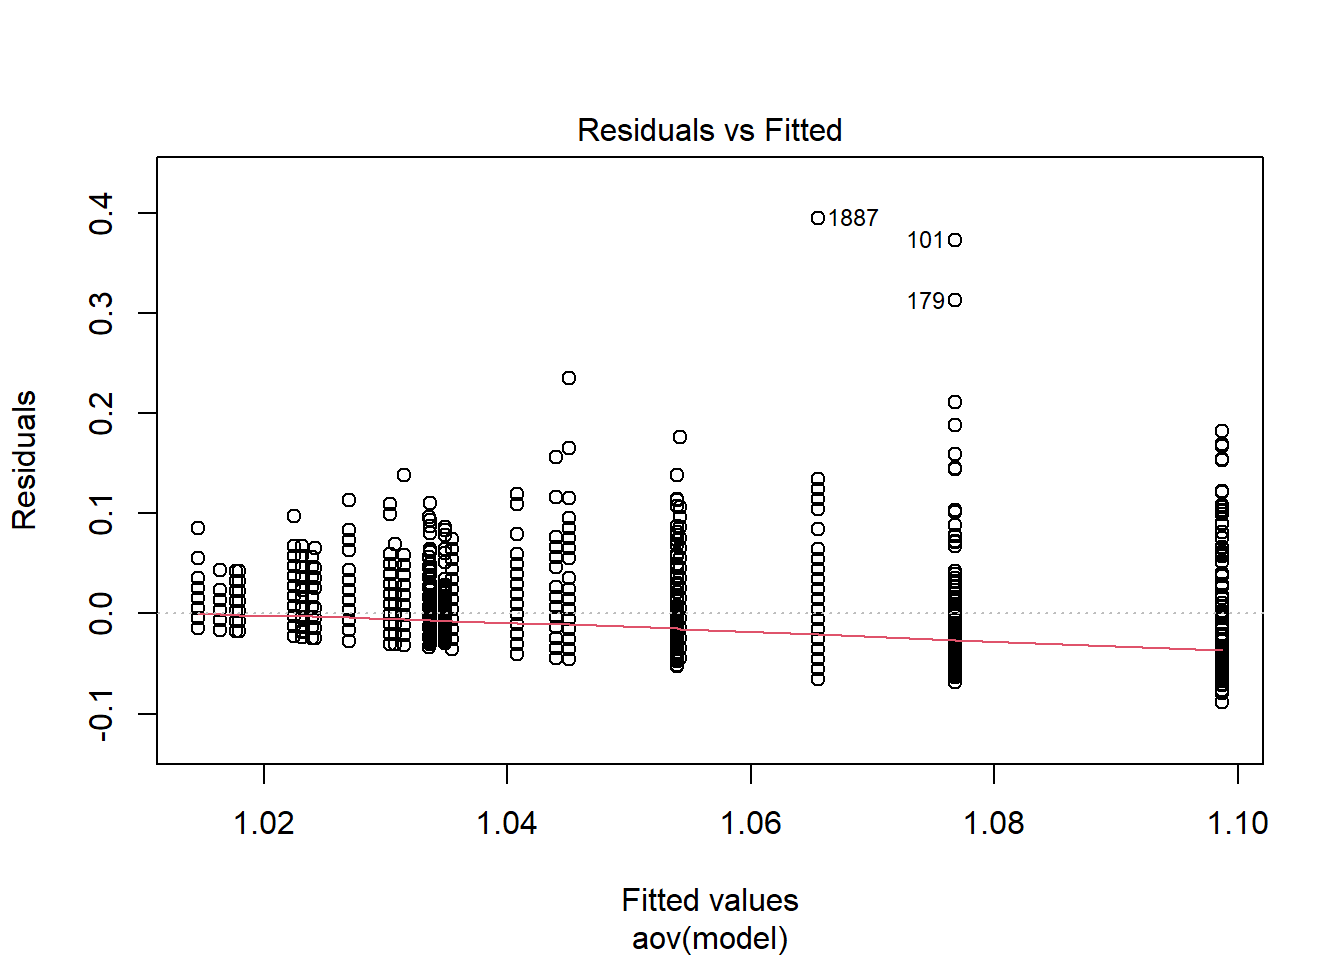 Residuals vs Fitted
Residuals
0.4
0.3
0.2
0.1
0.0
-0.1
1887
101
179
1.02 1.04 1.06 1.08 1.10
Fitted values
aov(model)